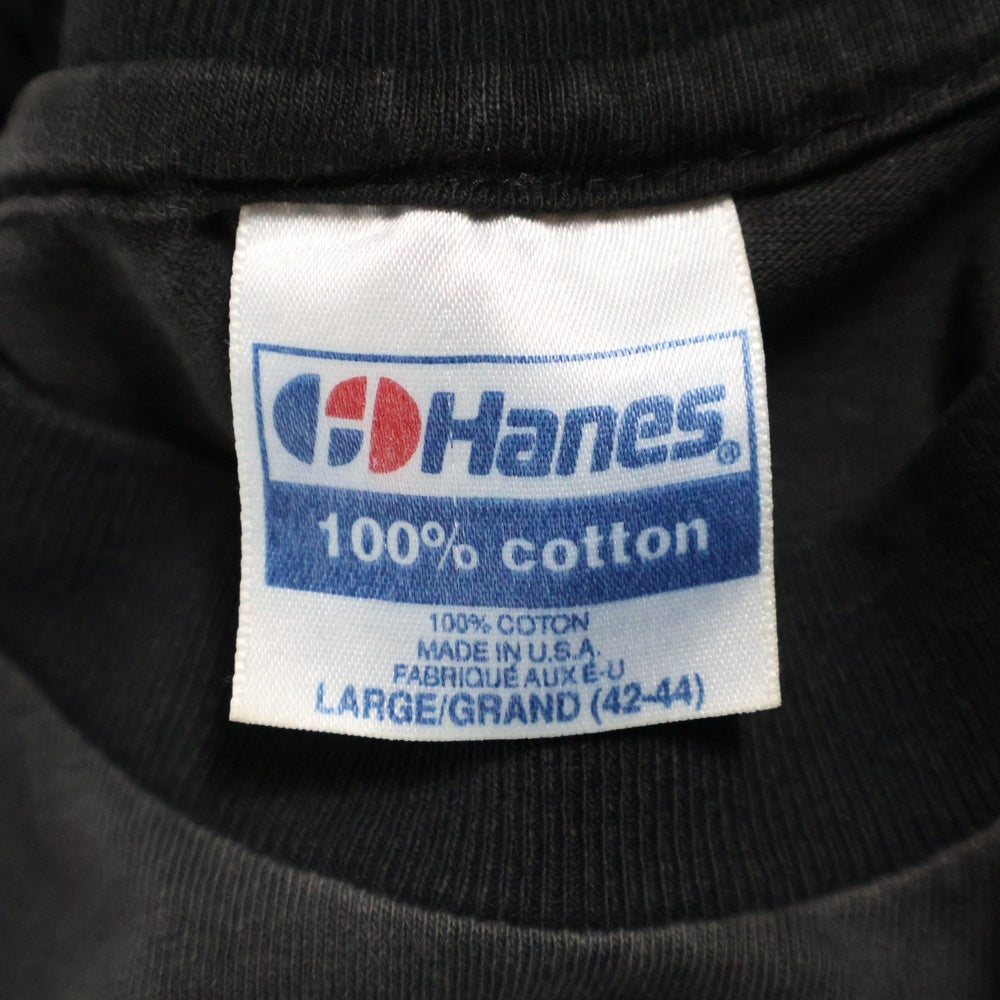 Hanes®
100% cotton
100% COTON
MADE IN U.S.A.
FABRIQUÉ AUX É-U
LARGE/GRAND (42-44)